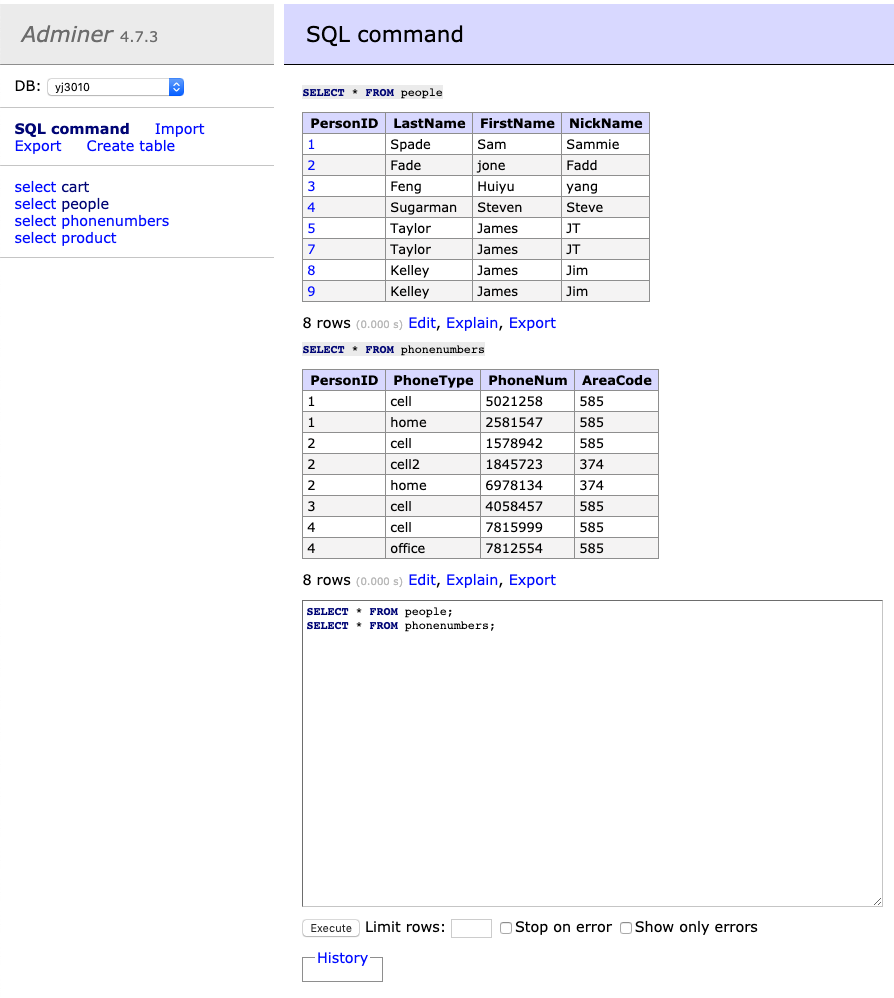 Adminer 4.7.3
DB: yj3010
SQL command Import
Export Create table
select cart
select people
select phonenumbers
select product
SQL command
SELECT * FROM people
PersonID LastName FirstName NickName
1 Spade Sam Sammie
2 Fade jone Fadd
3 Feng Huiyu yang
4 Sugarman Steven Steve
5 Taylor James JT
7 Taylor James JT
8 Kelley James Jim
9 Kelley James Jim
8 rows (0.000 s) Edit, Explain, Export
SELECT * FROM phonenumbers
PersonID PhoneType PhoneNum AreaCode
1 cell 5021258 585
1 home 2581547 585
2 cell 1578942 585
2 cell2 1845723 374
2 home 6978134 374
3 cell 4058457 585
4 cell 7815999 585
4 office 7812554 585
8 rows (0.000 s) Edit, Explain, Export
SELECT * FROM people;
SELECT * FROM phonenumbers;
Execute Limit rows: Stop on error Show only errors
History